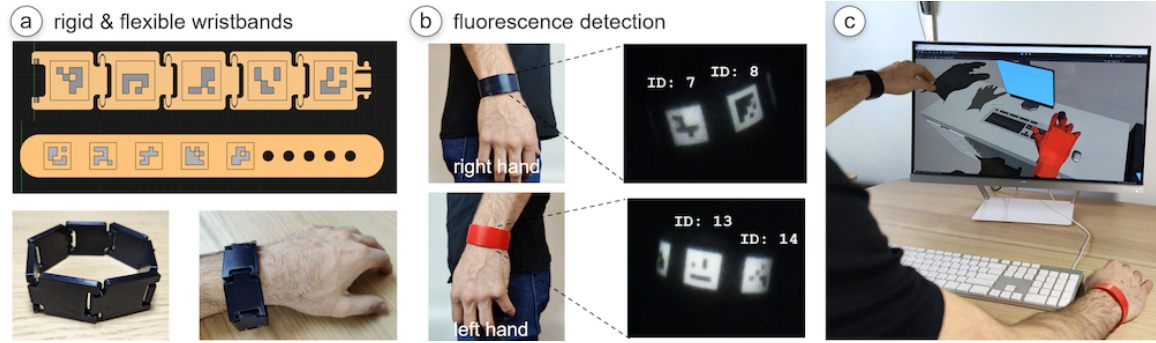 a rigid & flexible wristbands
b fluorescence detection
c
ID: 7
ID: 8
right hand
ID: 13
ID: 14
left hand